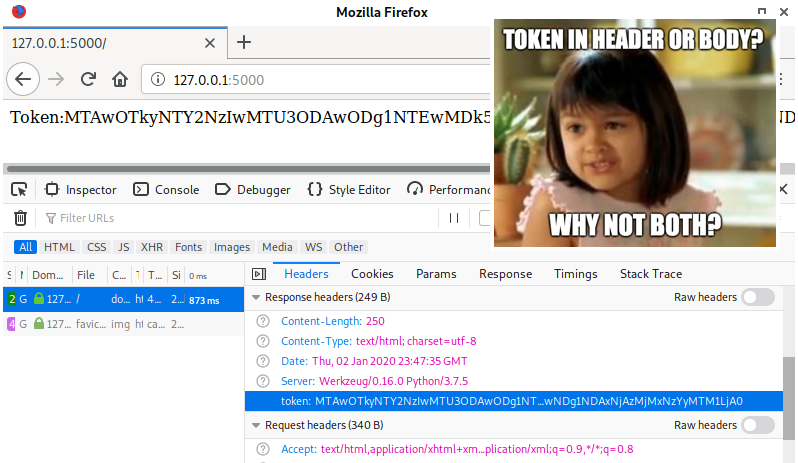 Mozilla Firefox
127.0.0.1:5000/
TOKEN IN HEADER OR BODY?
127.0.0.1:5000
Token:MTAwOTkyNTY2NzIwMTU3ODAwODg1NTEwMDk5
WHY NOT BOTH?
Inspector Console Debugger Style Editor Performanc
Filter URLs
All HTML CSS JS XHR Fonts Images Media WS Other
S M Dom... File C... T... Si 0 ms
Headers Cookies Params Response Timings Stack Trace
2 G 127... / do... ht 4... 2... 873 ms
Response headers (249 B) Raw headers
4 G 127... favic... img ht ca... 2...
Content-Length: 250
Content-Type: text/html; charset=utf-8
Date: Thu, 02 Jan 2020 23:47:35 GMT
Server: Werkzeug/0.16.0 Python/3.7.5
token: MTAwOTkyNTY2NzIwMTU3ODAwODg1NT...wNDg1NDAxNjAzMjMxNzYyMTM1LjA0
Request headers (340 B) Raw headers
Accept: text/html,application/xhtml+xm...plication/xml;q=0.9,*/*;q=0.8